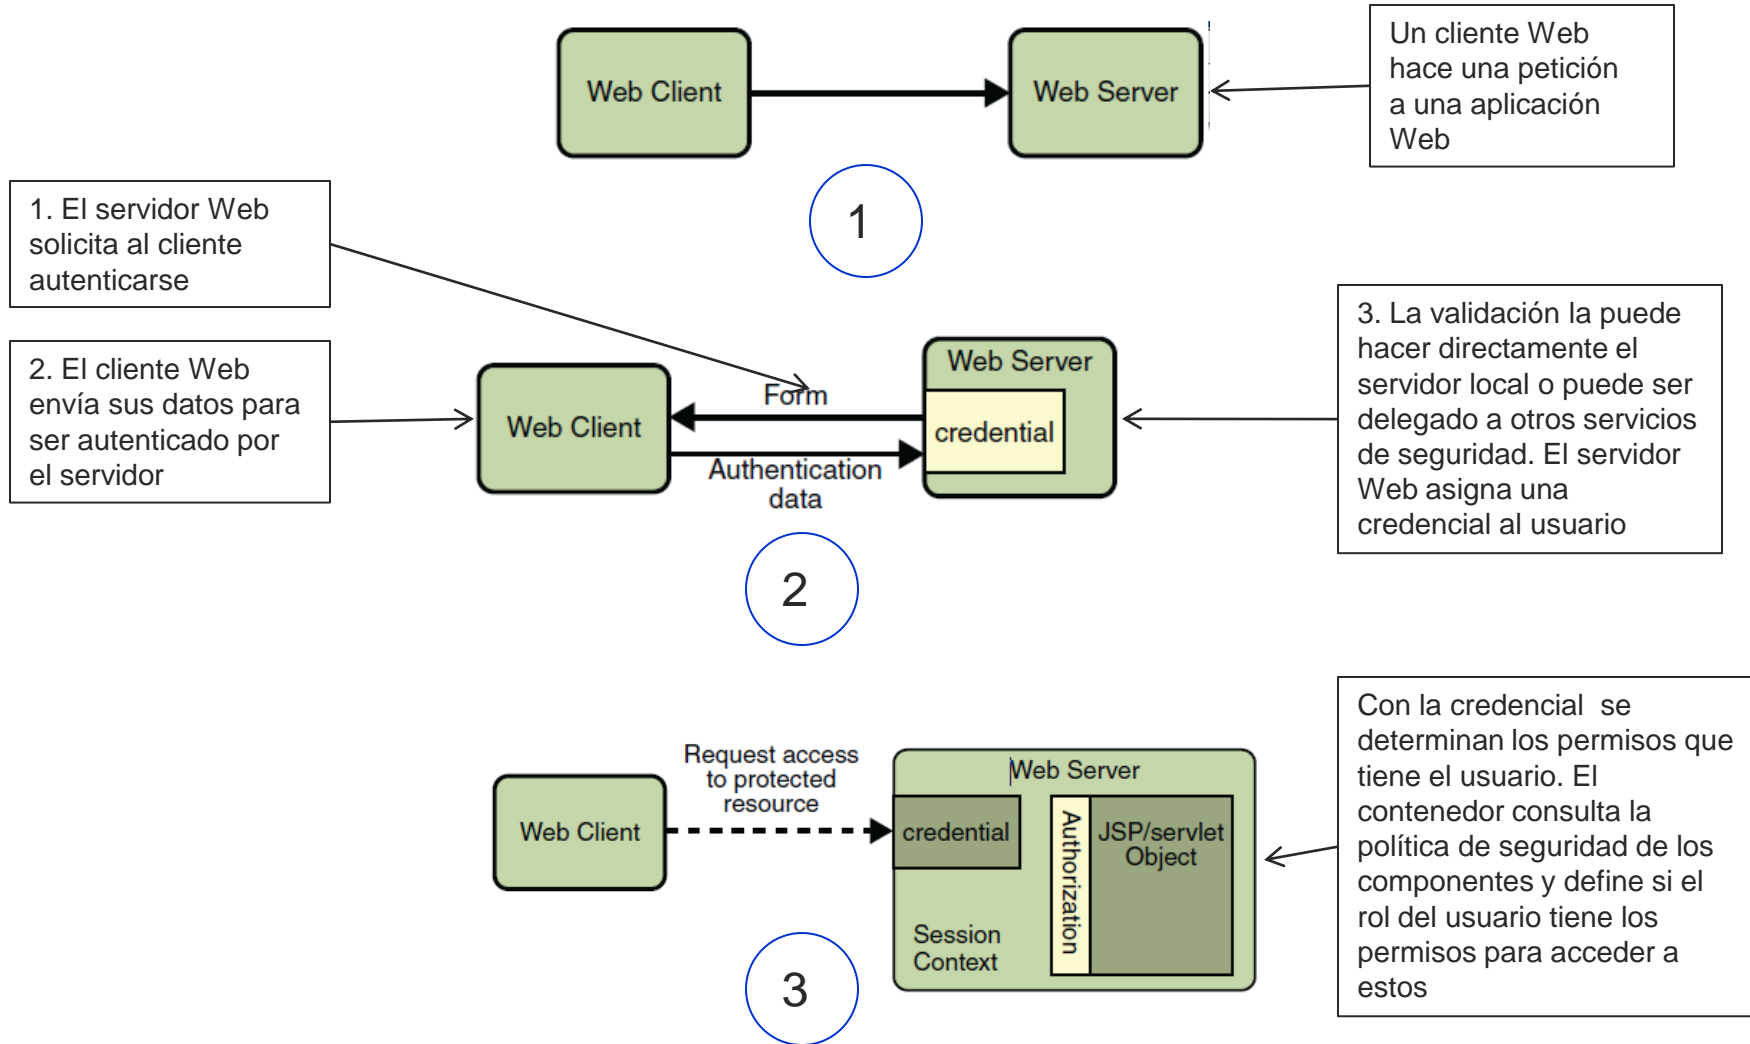 Web Client
Web Server
Un cliente Web
hace una petición
a una aplicación
Web
1
1. El servidor Web
solicita al cliente
autenticarse
2. El cliente Web
envía sus datos para
ser autenticado por
el servidor
Web Client
Form
Authentication
data
Web Server
credential
3. La validación la puede
hacer directamente el
servidor local o puede ser
delegado a otros servicios
de seguridad. El servidor
Web asigna una
credencial al usuario
2
Web Client
Request access
to protected
resource
Web Server
credential
Authorization
JSP/servlet
Object
Session
Context
Con la credencial  se
determinan los permisos que
tiene el usuario. El
contenedor consulta la
política de seguridad de los
componentes y define si el
rol del usuario tiene los
permisos para acceder a
estos
3